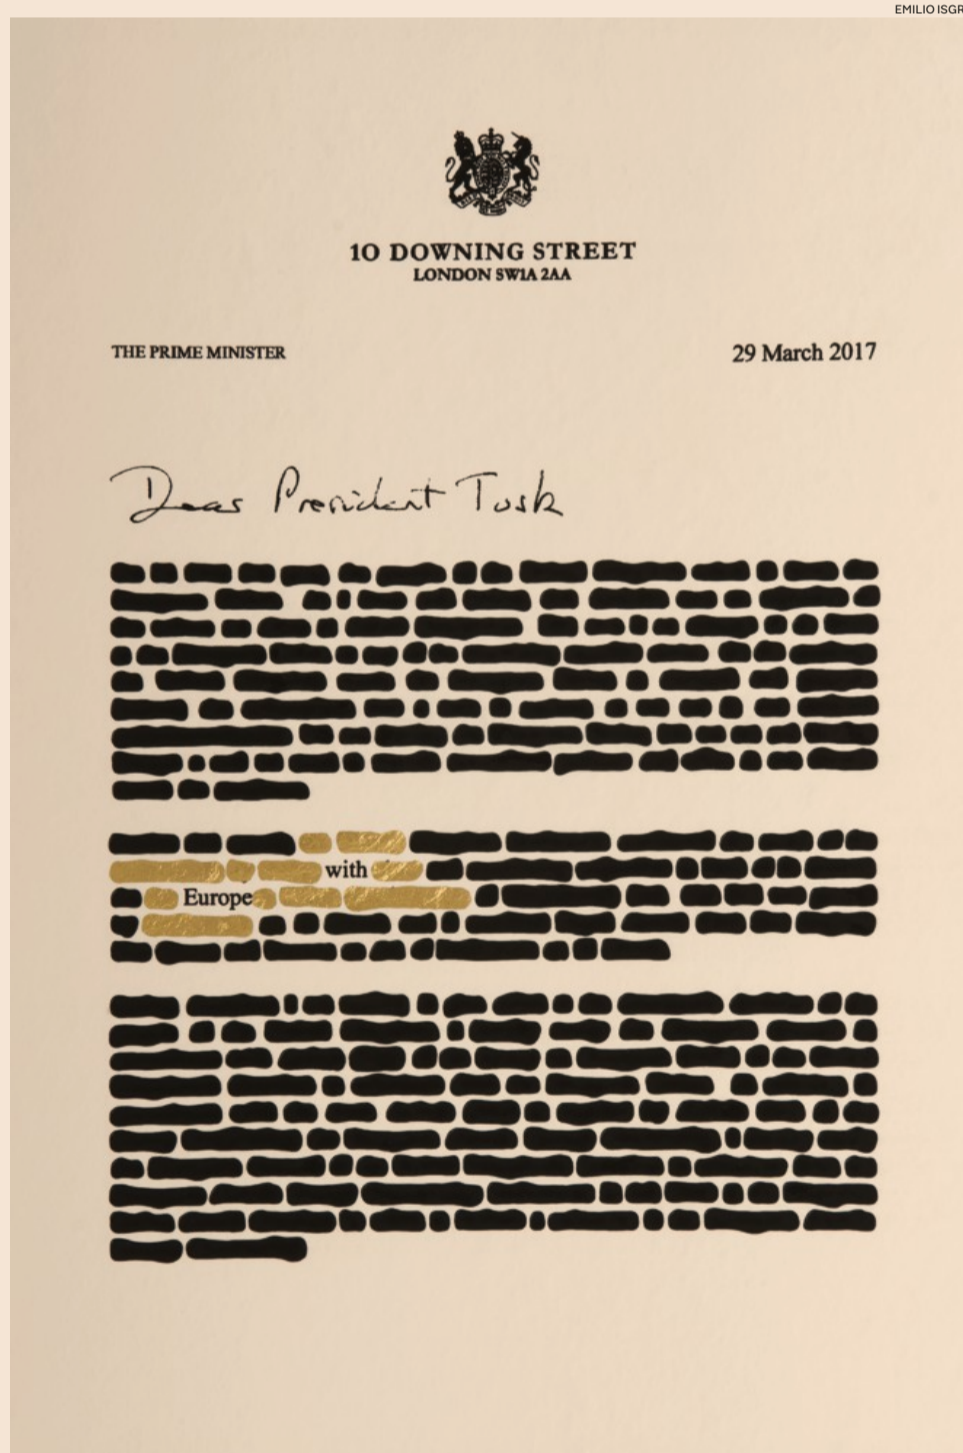 EMILIO ISGR
10 DOWNING STREET
LONDON SW1A 2AA
THE PRIME MINISTER
29 March 2017
Dear President Tusk
with
Europe